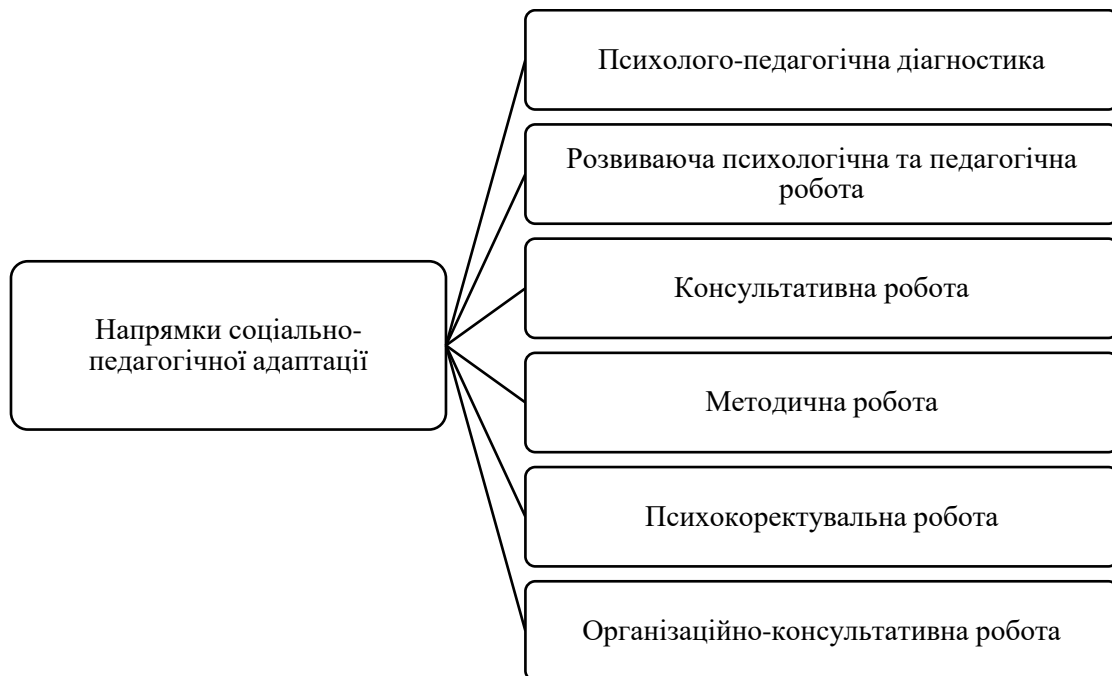 Напрямки соціально-
педагогічної адаптації
Психолого-педагогічна діагностика
Розвиваюча психологічна та педагогічна
робота
Консультативна робота
Методична робота
Психокоректувальна робота
Організаційно-консультативна робота